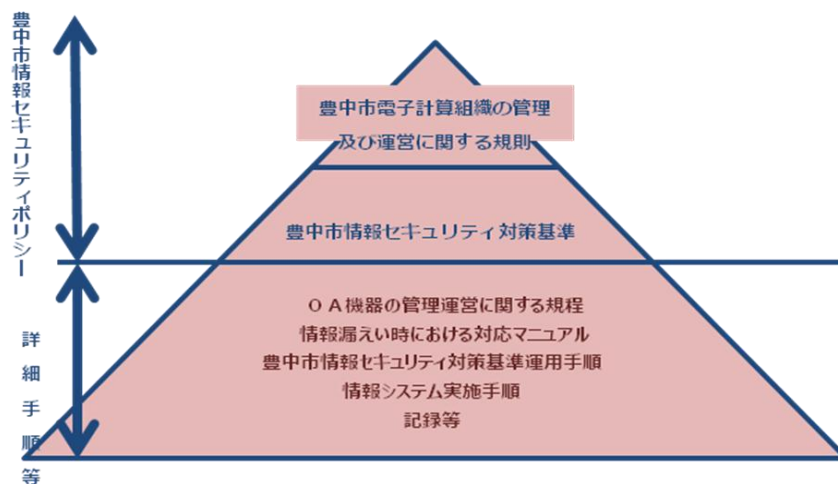 豊中市情報セキュリティポリシー
豊中市電子計算組織の管理
及び運営に関する規則
豊中市情報セキュリティ対策基準
詳細手順等
ＯＡ機器の管理運営に関する規程
情報漏えい時における対応マニュアル
豊中市情報セキュリティ対策基準運用手順
情報システム実施手順
記録等